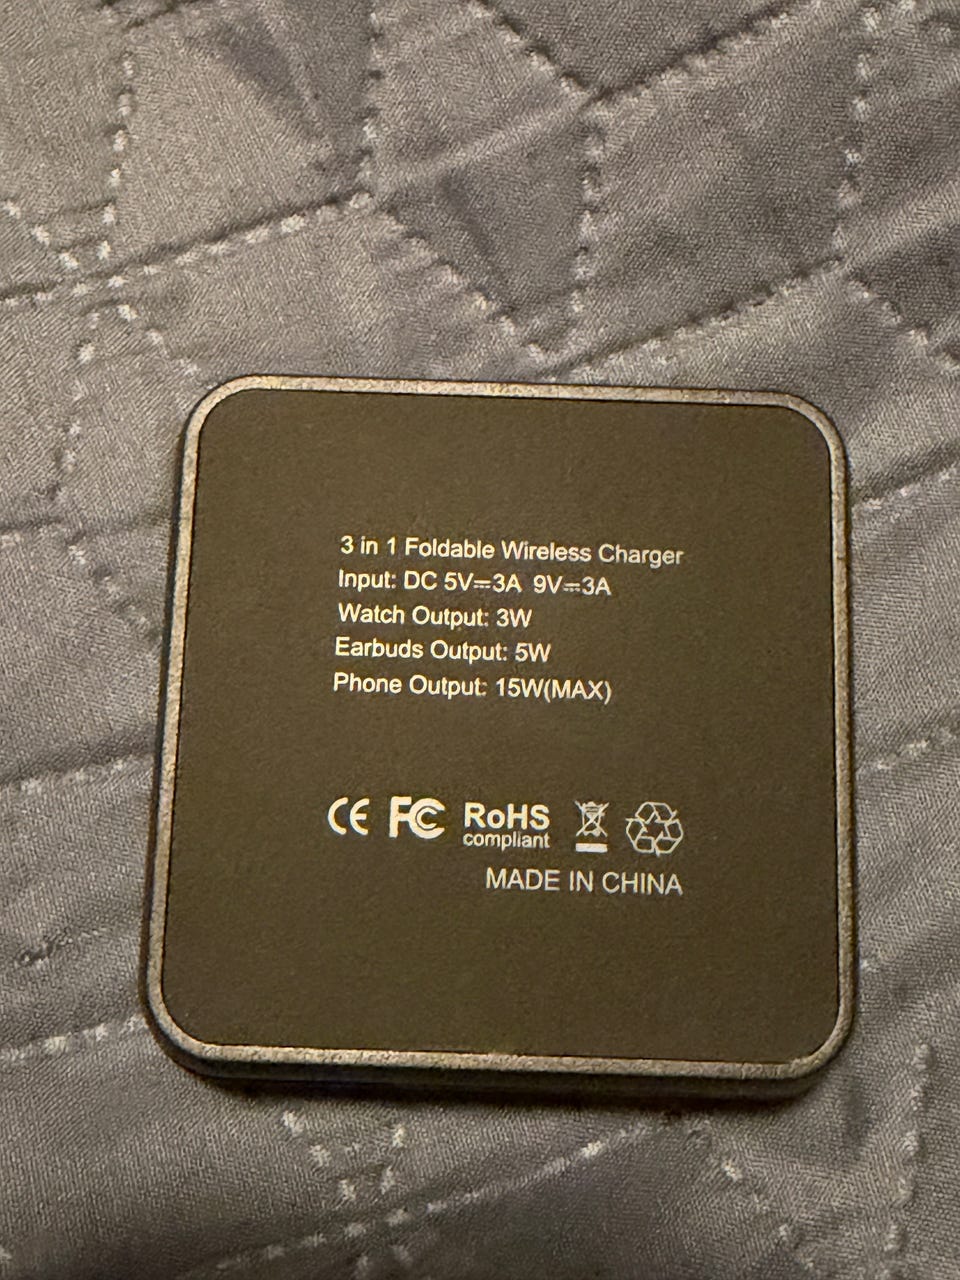 3 in 1 Foldable Wireless Charger
Input: DC 5V⎓3A 9V⎓3A
Watch Output: 3W
Earbuds Output: 5W
Phone Output: 15W(MAX)
CE FC RoHS
compliant
MADE IN CHINA